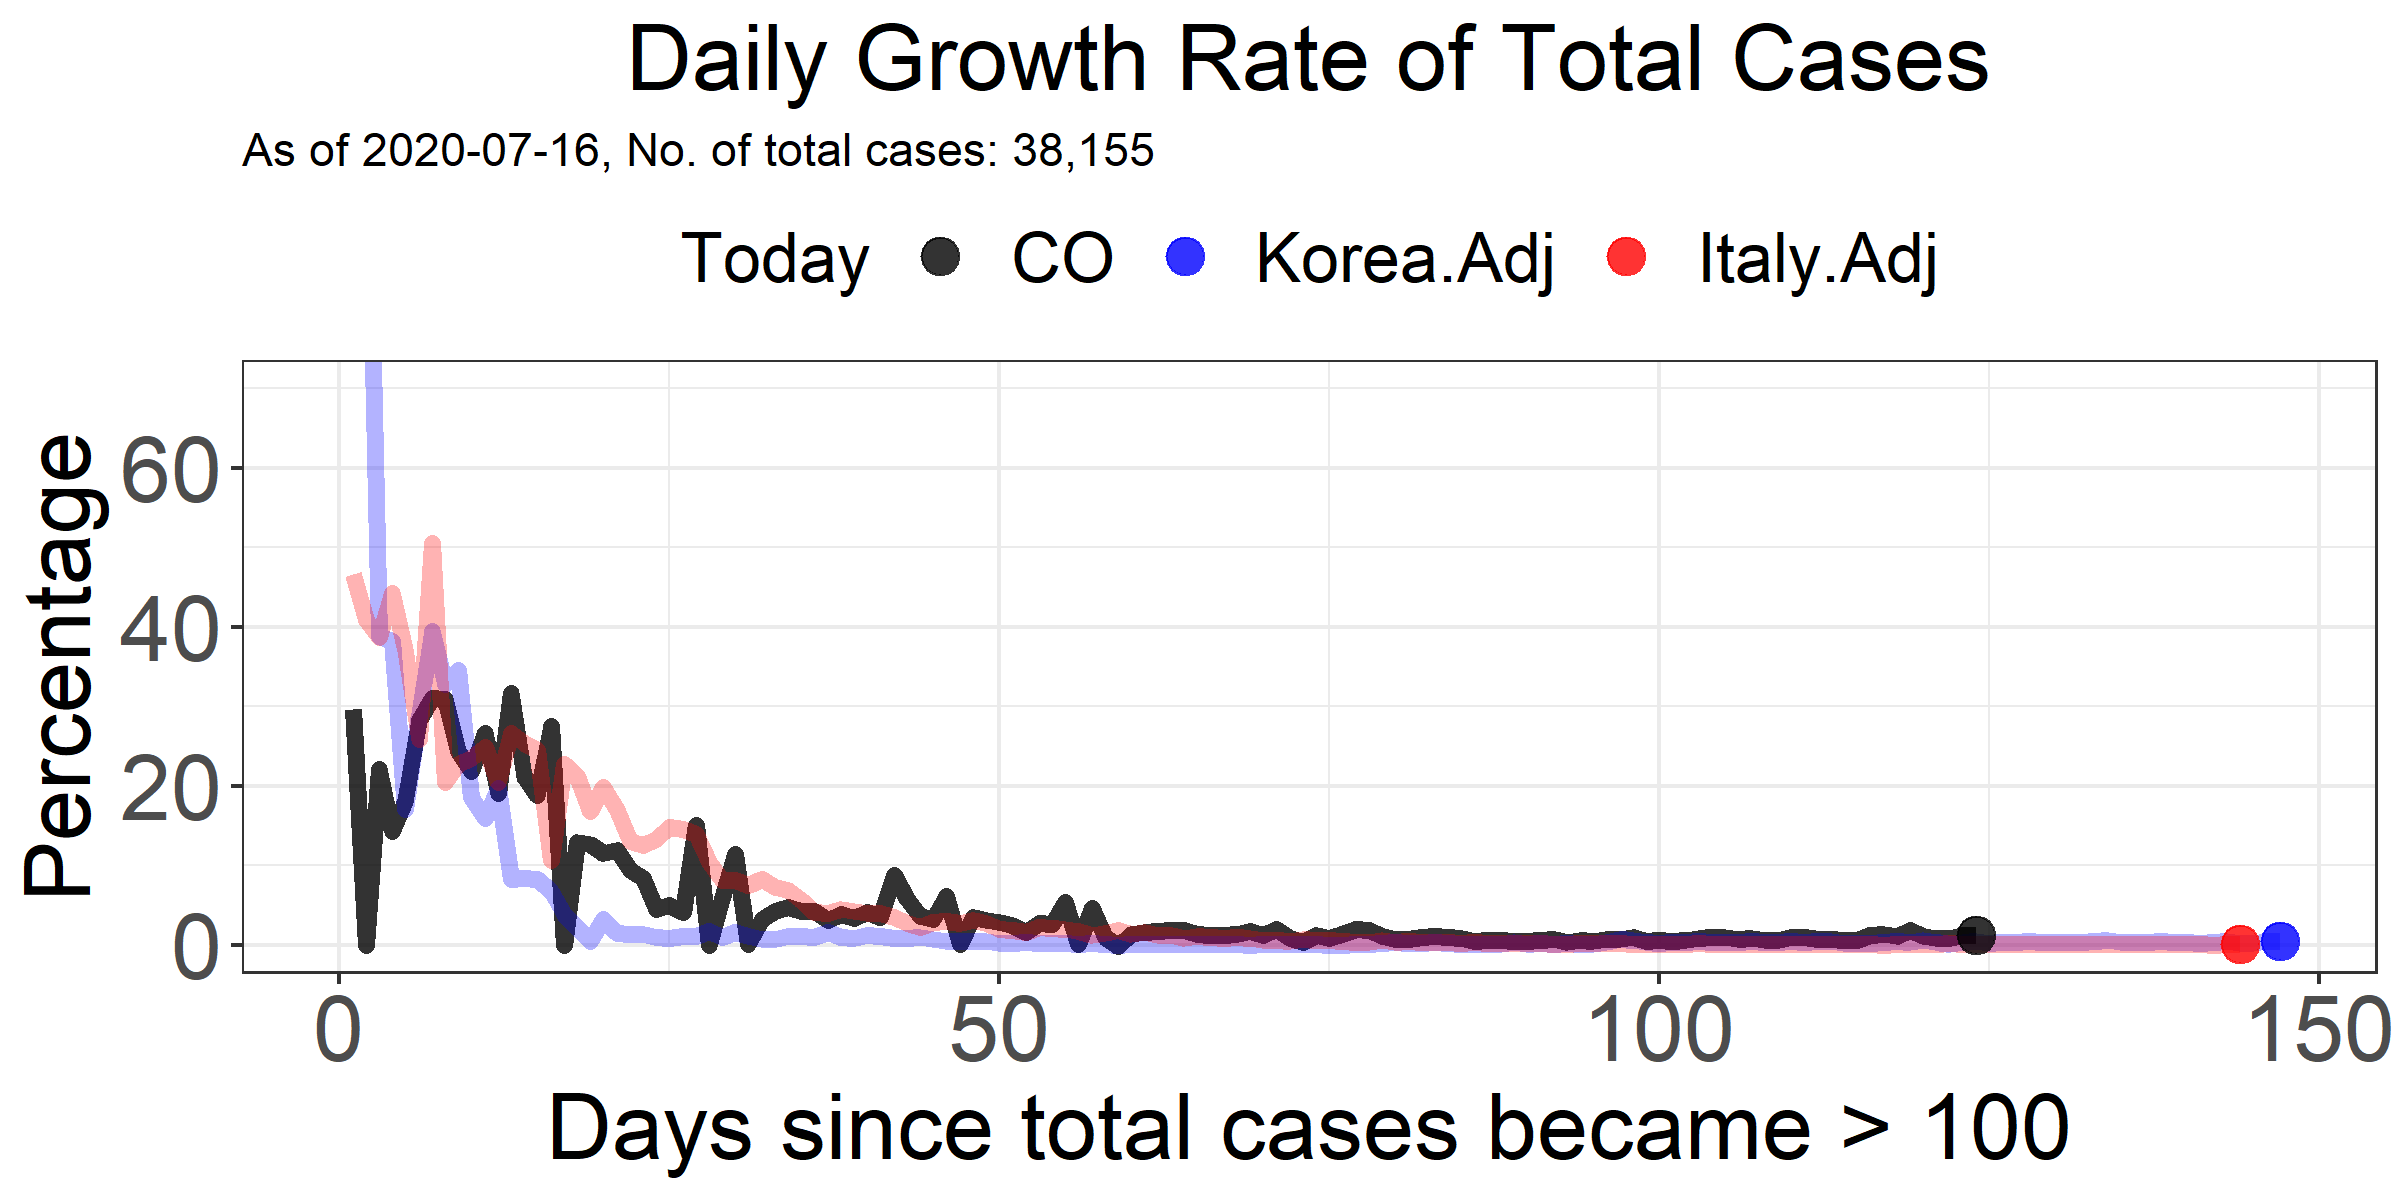 Daily Growth Rate of Total Cases
As of 2020-07-16, No. of total cases: 38,155
Today CO Korea.Adj Italy.Adj
Percentage
60
40
20
0
0 50 100 150
Days since total cases became > 100